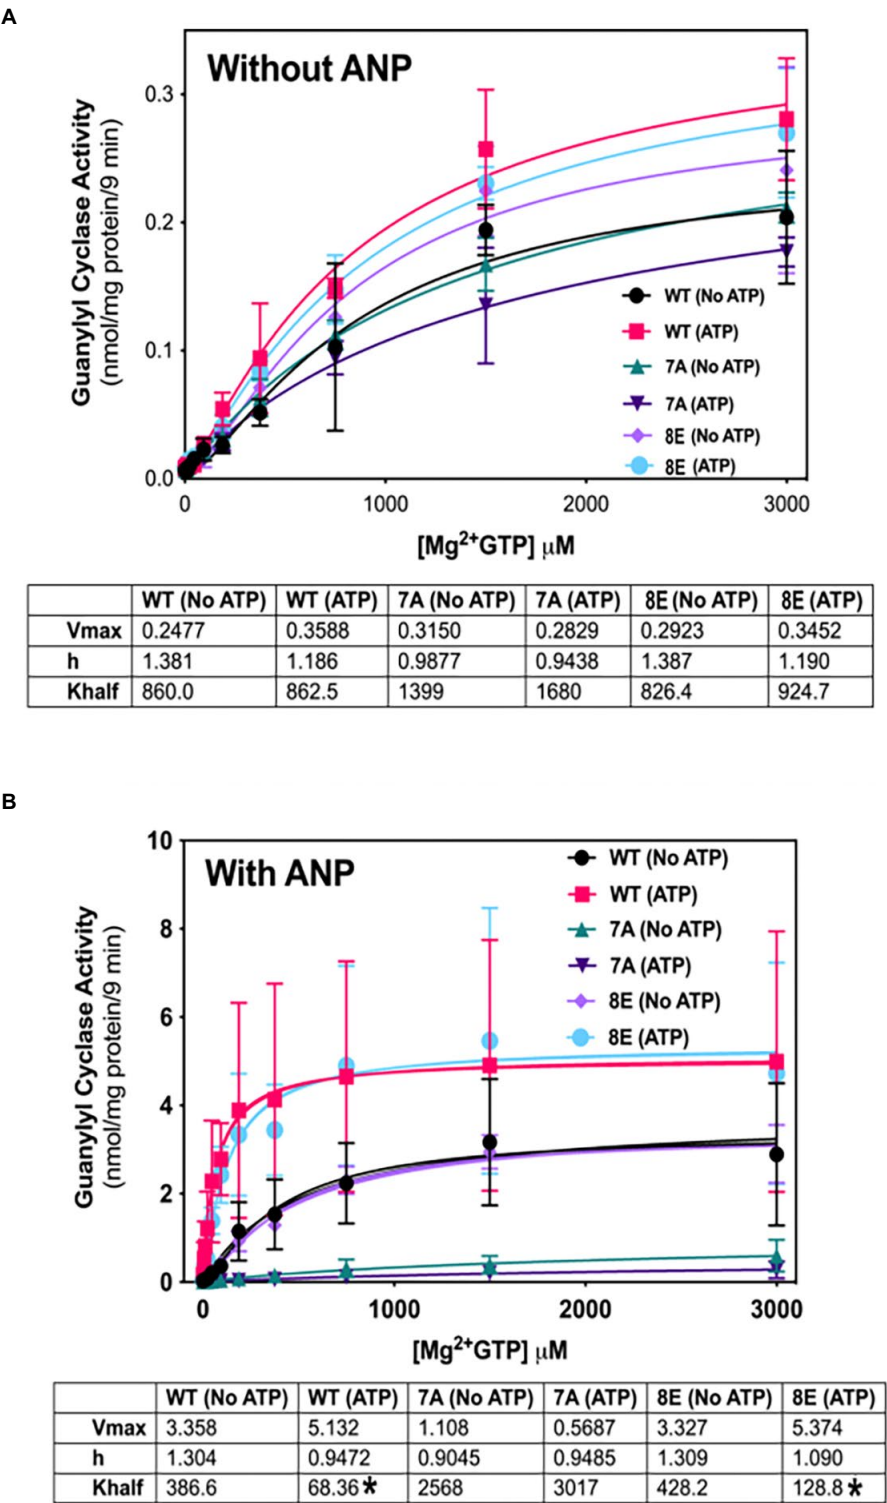 A
Without ANP
Guanylyl Cyclase Activity
(nmol/mg protein/9 min)
0.3
0.2
0.1
0.0
0 1000 2000 3000
[Mg²⁺GTP] μM
WT (No ATP)
WT (ATP)
7A (No ATP)
7A (ATP)
8E (No ATP)
8E (ATP)
WT (No ATP) WT (ATP) 7A (No ATP) 7A (ATP) 8E (No ATP) 8E (ATP)
Vmax 0.2477 0.3588 0.3150 0.2829 0.2923 0.3452
h 1.381 1.186 0.9877 0.9438 1.387 1.190
Khalf 860.0 862.5 1399 1680 826.4 924.7
B
With ANP
Guanylyl Cyclase Activity
(nmol/mg protein/9 min)
10
8
6
4
2
0
0 1000 2000 3000
[Mg²⁺GTP] μM
WT (No ATP)
WT (ATP)
7A (No ATP)
7A (ATP)
8E (No ATP)
8E (ATP)
WT (No ATP) WT (ATP) 7A (No ATP) 7A (ATP) 8E (No ATP) 8E (ATP)
Vmax 3.358 5.132 1.108 0.5687 3.327 5.374
h 1.304 0.9472 0.9045 0.9485 1.309 1.090
Khalf 386.6 68.36* 2568 3017 428.2 128.8*